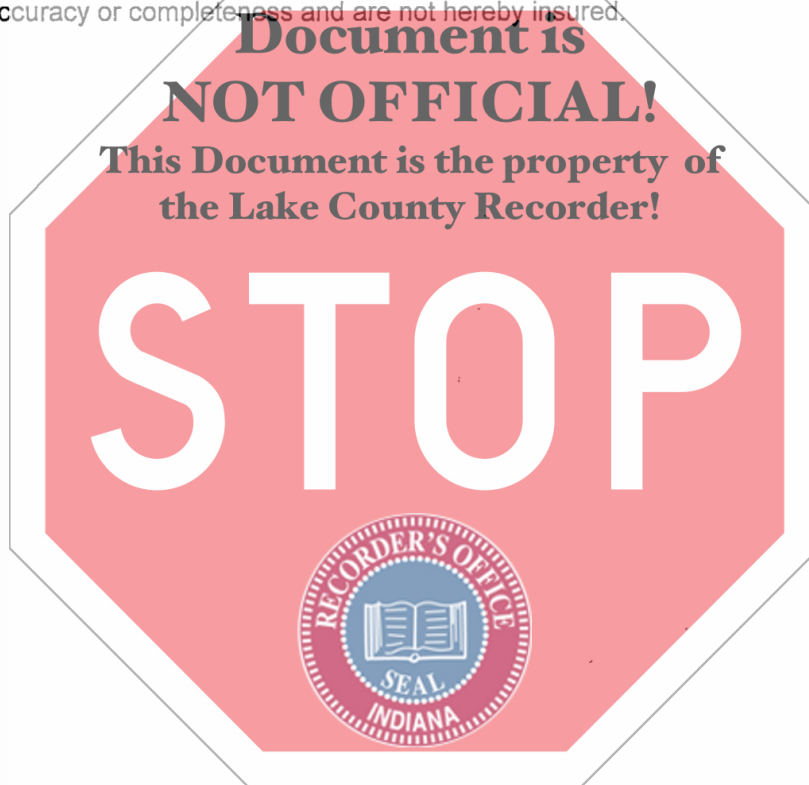 ccuracy or completeness and are not hereby insured.
Document is
NOT OFFICIAL!
This Document is the property of
the Lake County Recorder!
STOP
RECORDER'S OFFICE
SEAL
INDIANA